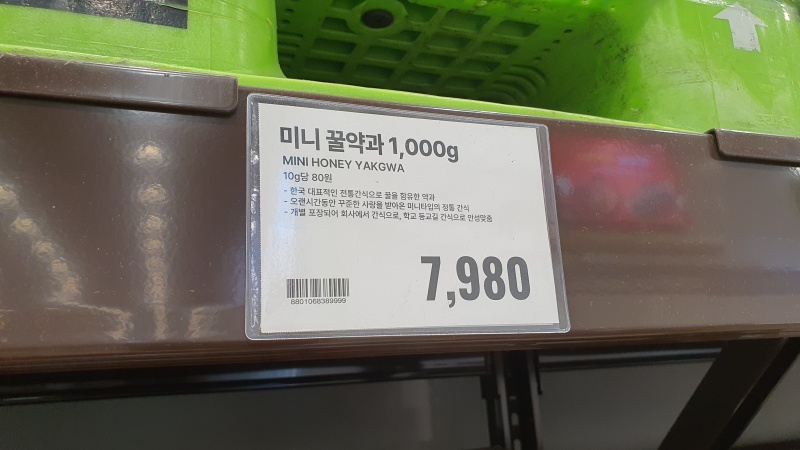 미니 꿀약과 1,000g
MINI HONEY YAKGWA
10g당 80원
- 한국 대표적인 전통간식으로 꿀을 함유한 약과
- 오랜시간동안 꾸준한 사랑을 받아온 미니타입의 정통 간식
- 개별 포장되어 회사에서 간식으로, 학교 등교길 간식으로 안성맞춤
7,980
8801068389999